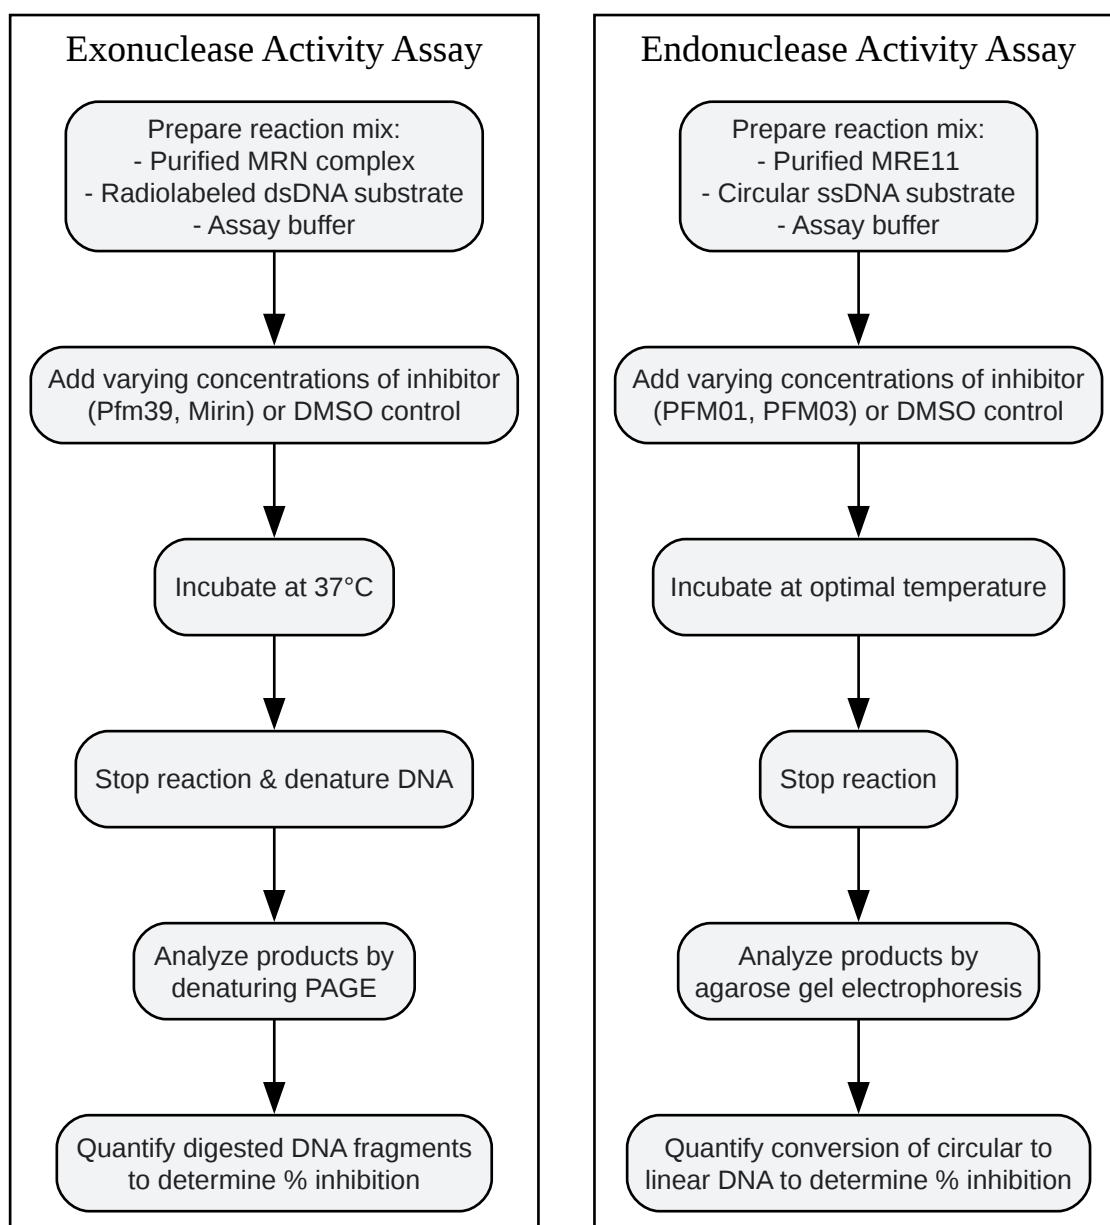 Exonuclease Activity Assay
Prepare reaction mix:
- Purified MRN complex
- Radiolabeled dsDNA substrate
- Assay buffer
Add varying concentrations of inhibitor
(Pfm39, Mirin) or DMSO control
Incubate at 37°C
Stop reaction & denature DNA
Analyze products by
denaturing PAGE
Quantify digested DNA fragments
to determine % inhibition
Endonuclease Activity Assay
Prepare reaction mix:
- Purified MRE11
- Circular ssDNA substrate
- Assay buffer
Add varying concentrations of inhibitor
(PFM01, PFM03) or DMSO control
Incubate at optimal temperature
Stop reaction
Analyze products by
agarose gel electrophoresis
Quantify conversion of circular to
linear DNA to determine % inhibition